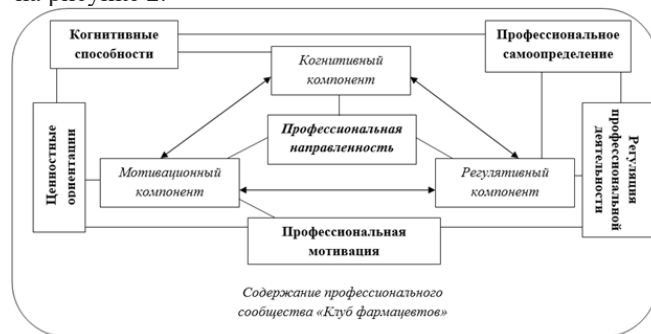 на рисунке 2.
Когнитивные
способности
Профессиональное
самоопределение
Когнитивный
компонент
Профессиональная
направленность
Ценностные
ориентации
Мотивационный
компонент
Регулятивный
компонент
Регуляция
профессиональной
деятельности
Профессиональная
мотивация
Содержание профессионального
сообщества «Клуб фармацевтов»